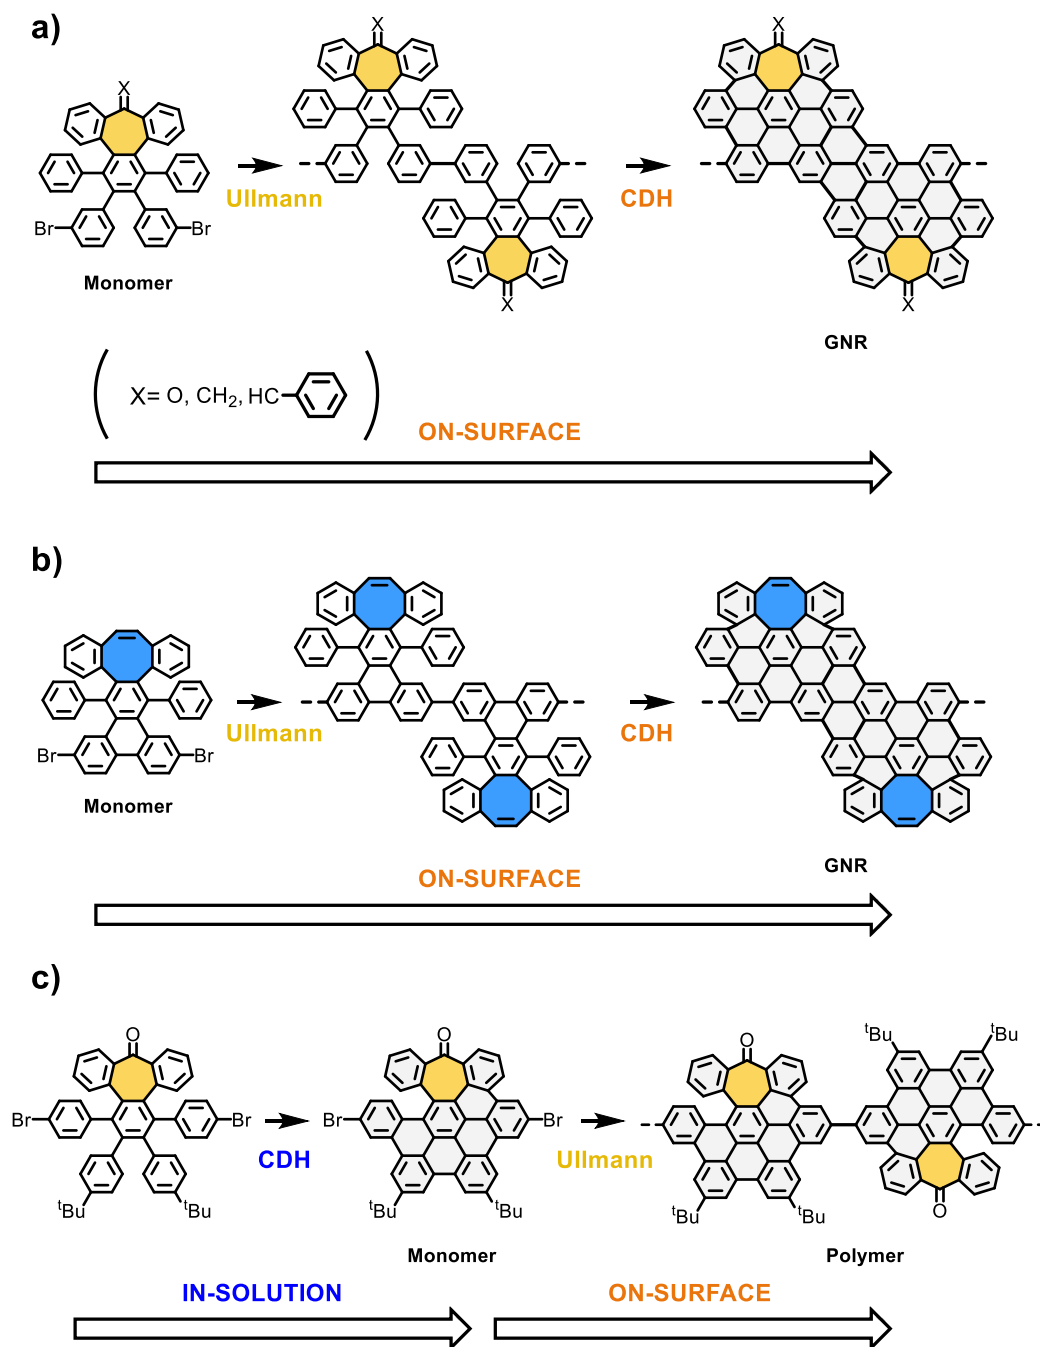 a)
X
X
X
Br
Br
Monomer
Ullmann
X
CDH
X
GNR
( X= O, CH₂, HC )
ON-SURFACE
b)
Br
Br
Monomer
Ullmann
CDH
GNR
ON-SURFACE
c)
O
Br
Br
ᵗBu
ᵗBu
CDH
O
Br
Br
ᵗBu
ᵗBu
Monomer
Ullmann
O
ᵗBu
ᵗBu
ᵗBu
ᵗBu
O
Polymer
IN-SOLUTION
ON-SURFACE